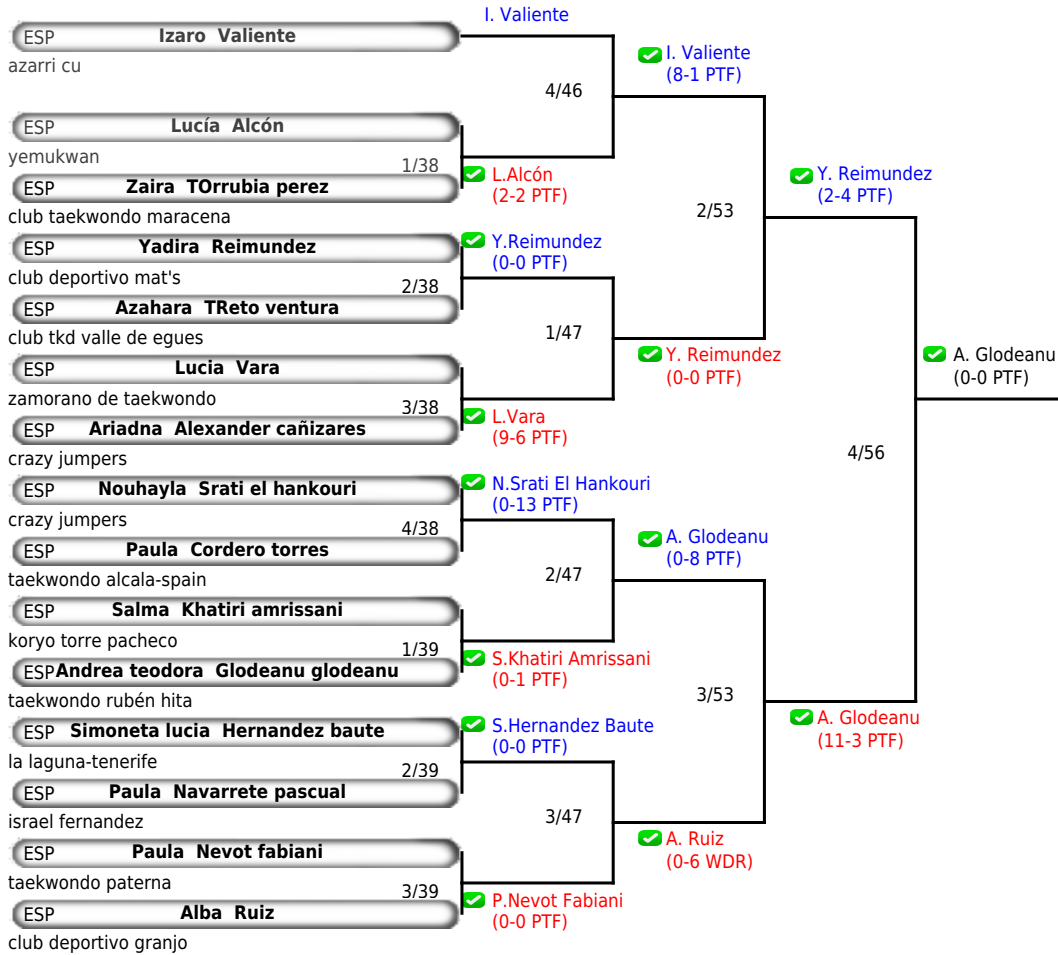 I. Valiente
ESP Izaro Valiente
azarri cu
I. Valiente
(8-1 PTF)
4/46
ESP Lucía Alcón
yemukwan
1/38
L.Alcón
(2-2 PTF)
ESP Zaira TOrrubia perez
club taekwondo maracena
Y. Reimundez
(2-4 PTF)
2/53
ESP Yadira Reimundez
Y.Reimundez
(0-0 PTF)
club deportivo mat's
2/38
ESP Azahara TReto ventura
club tkd valle de egues
1/47
Y. Reimundez
(0-0 PTF)
A. Glodeanu
(0-0 PTF)
ESP Lucia Vara
zamorano de taekwondo
3/38
L.Vara
(9-6 PTF)
ESP Ariadna Alexander cañizares
crazy jumpers
4/56
ESP Nouhayla Srati el hankouri
N.Srati El Hankouri
(0-13 PTF)
crazy jumpers
4/38
ESP Paula Cordero torres
A. Glodeanu
(0-8 PTF)
taekwondo alcala-spain
2/47
ESP Salma Khatiri amrissani
koryo torre pacheco
1/39
S.Khatiri Amrissani
(0-1 PTF)
ESP Andrea teodora Glodeanu glodeanu
taekwondo rubén hita
3/53
A. Glodeanu
(11-3 PTF)
ESP Simoneta lucia Hernandez baute
S.Hernandez Baute
(0-0 PTF)
la laguna-tenerife
2/39
ESP Paula Navarrete pascual
israel fernandez
3/47
A. Ruiz
(0-6 WDR)
ESP Paula Nevot fabiani
taekwondo paterna
3/39
P.Nevot Fabiani
(0-0 PTF)
ESP Alba Ruiz
club deportivo granjo